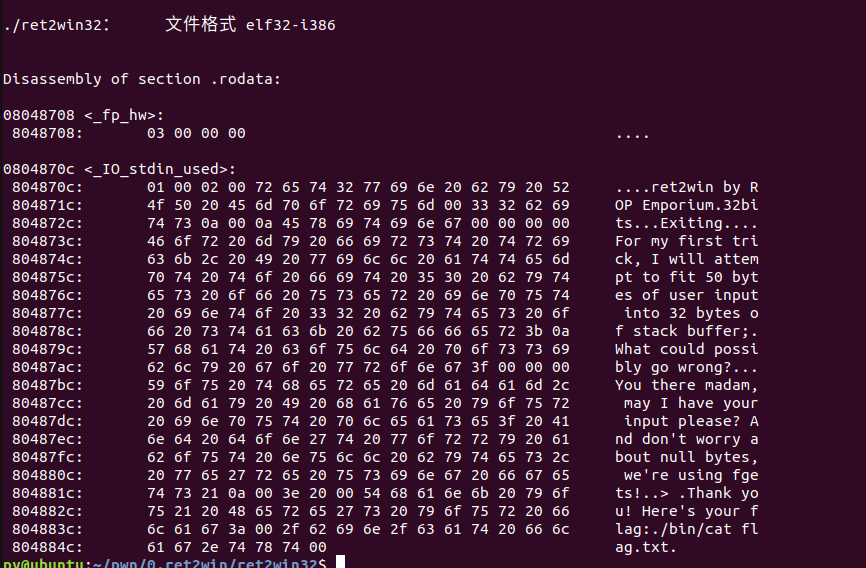 ./ret2win32：     文件格式 elf32-i386
Disassembly of section .rodata:
08048708 <_fp_hw>:
 8048708:	03 00 00 00	....
0804870c <_IO_stdin_used>:
 804870c:	01 00 02 00 72 65 74 32 77 69 6e 20 62 79 20 52	....ret2win by R
 804871c:	4f 50 20 45 6d 70 6f 72 69 75 6d 00 33 32 62 69	OP Emporium.32bi
 804872c:	74 73 0a 00 0a 45 78 69 74 69 6e 67 00 00 00 00	ts...Exiting....
 804873c:	46 6f 72 20 6d 79 20 66 69 72 73 74 20 74 72 69	For my first tri
 804874c:	63 6b 2c 20 49 20 77 69 6c 6c 20 61 74 74 65 6d	ck, I will attem
 804875c:	70 74 20 74 6f 20 66 69 74 20 35 30 20 62 79 74	pt to fit 50 byt
 804876c:	65 73 20 6f 66 20 75 73 65 72 20 69 6e 70 75 74	es of user input
 804877c:	20 69 6e 74 6f 20 33 32 20 62 79 74 65 73 20 6f	 into 32 bytes o
 804878c:	66 20 73 74 61 63 6b 20 62 75 66 66 65 72 3b 0a	f stack buffer;.
 804879c:	57 68 61 74 20 63 6f 75 6c 64 20 70 6f 73 73 69	What could possi
 80487ac:	62 6c 79 20 67 6f 20 77 72 6f 6e 67 3f 00 00 00	bly go wrong?...
 80487bc:	59 6f 75 20 74 68 65 72 65 20 6d 61 64 61 6d 2c	You there madam,
 80487cc:	20 6d 61 79 20 49 20 68 61 76 65 20 79 6f 75 72	 may I have your
 80487dc:	20 69 6e 70 75 74 20 70 6c 65 61 73 65 3f 20 41	 input please? A
 80487ec:	6e 64 20 64 6f 6e 27 74 20 77 6f 72 72 79 20 61	nd don't worry a
 80487fc:	62 6f 75 74 20 6e 75 6c 6c 20 62 79 74 65 73 2c	bout null bytes,
 804880c:	20 77 65 27 72 65 20 75 73 69 6e 67 20 66 67 65	 we're using fge
 804881c:	74 73 21 0a 00 3e 20 00 54 68 61 6e 6b 20 79 6f	ts!..> .Thank yo
 804882c:	75 21 20 48 65 72 65 27 73 20 79 6f 75 72 20 66	u! Here's your f
 804883c:	6c 61 67 3a 00 2f 62 69 6e 2f 63 61 74 20 66 6c	lag:./bin/cat fl
 804884c:	61 67 2e 74 78 74 00	ag.txt.
py@ubuntu:~/pwn/0.ret2win/ret2win32$